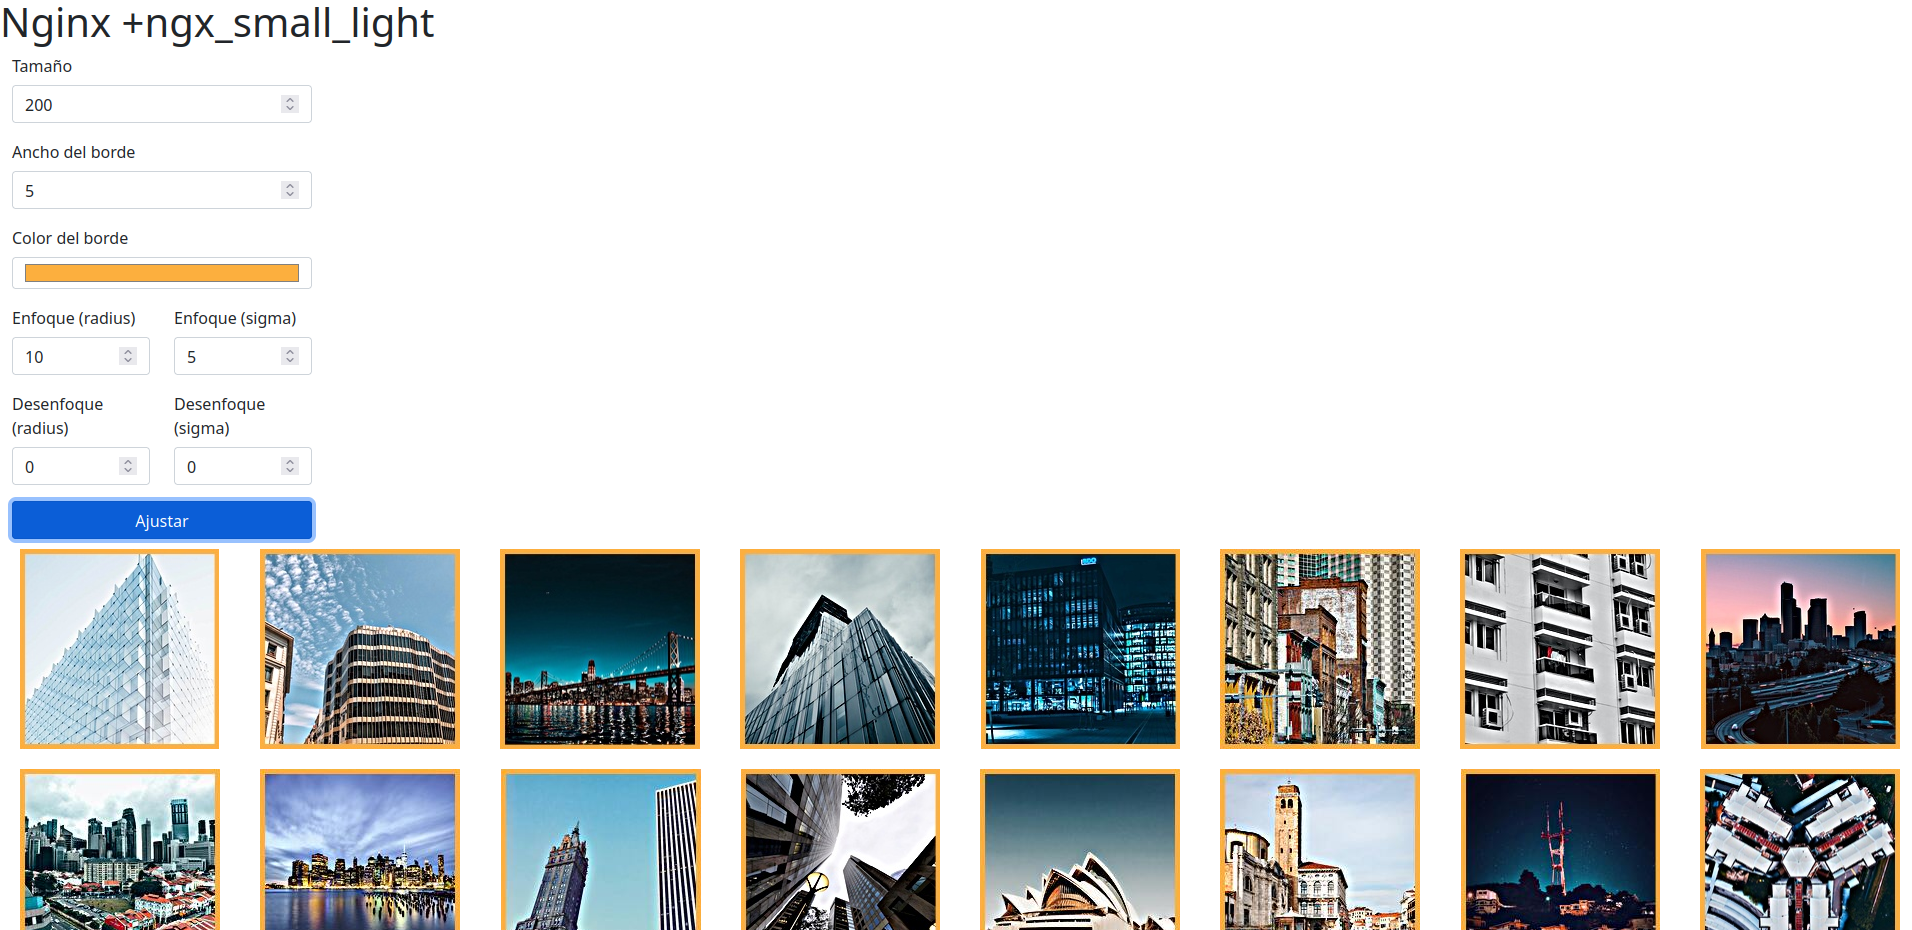 Nginx +ngx_small_light
Tamaño
200
Ancho del borde
5
Color del borde
Enfoque (radius)
Enfoque (sigma)
10
5
Desenfoque
(radius)
Desenfoque
(sigma)
0
0
Ajustar